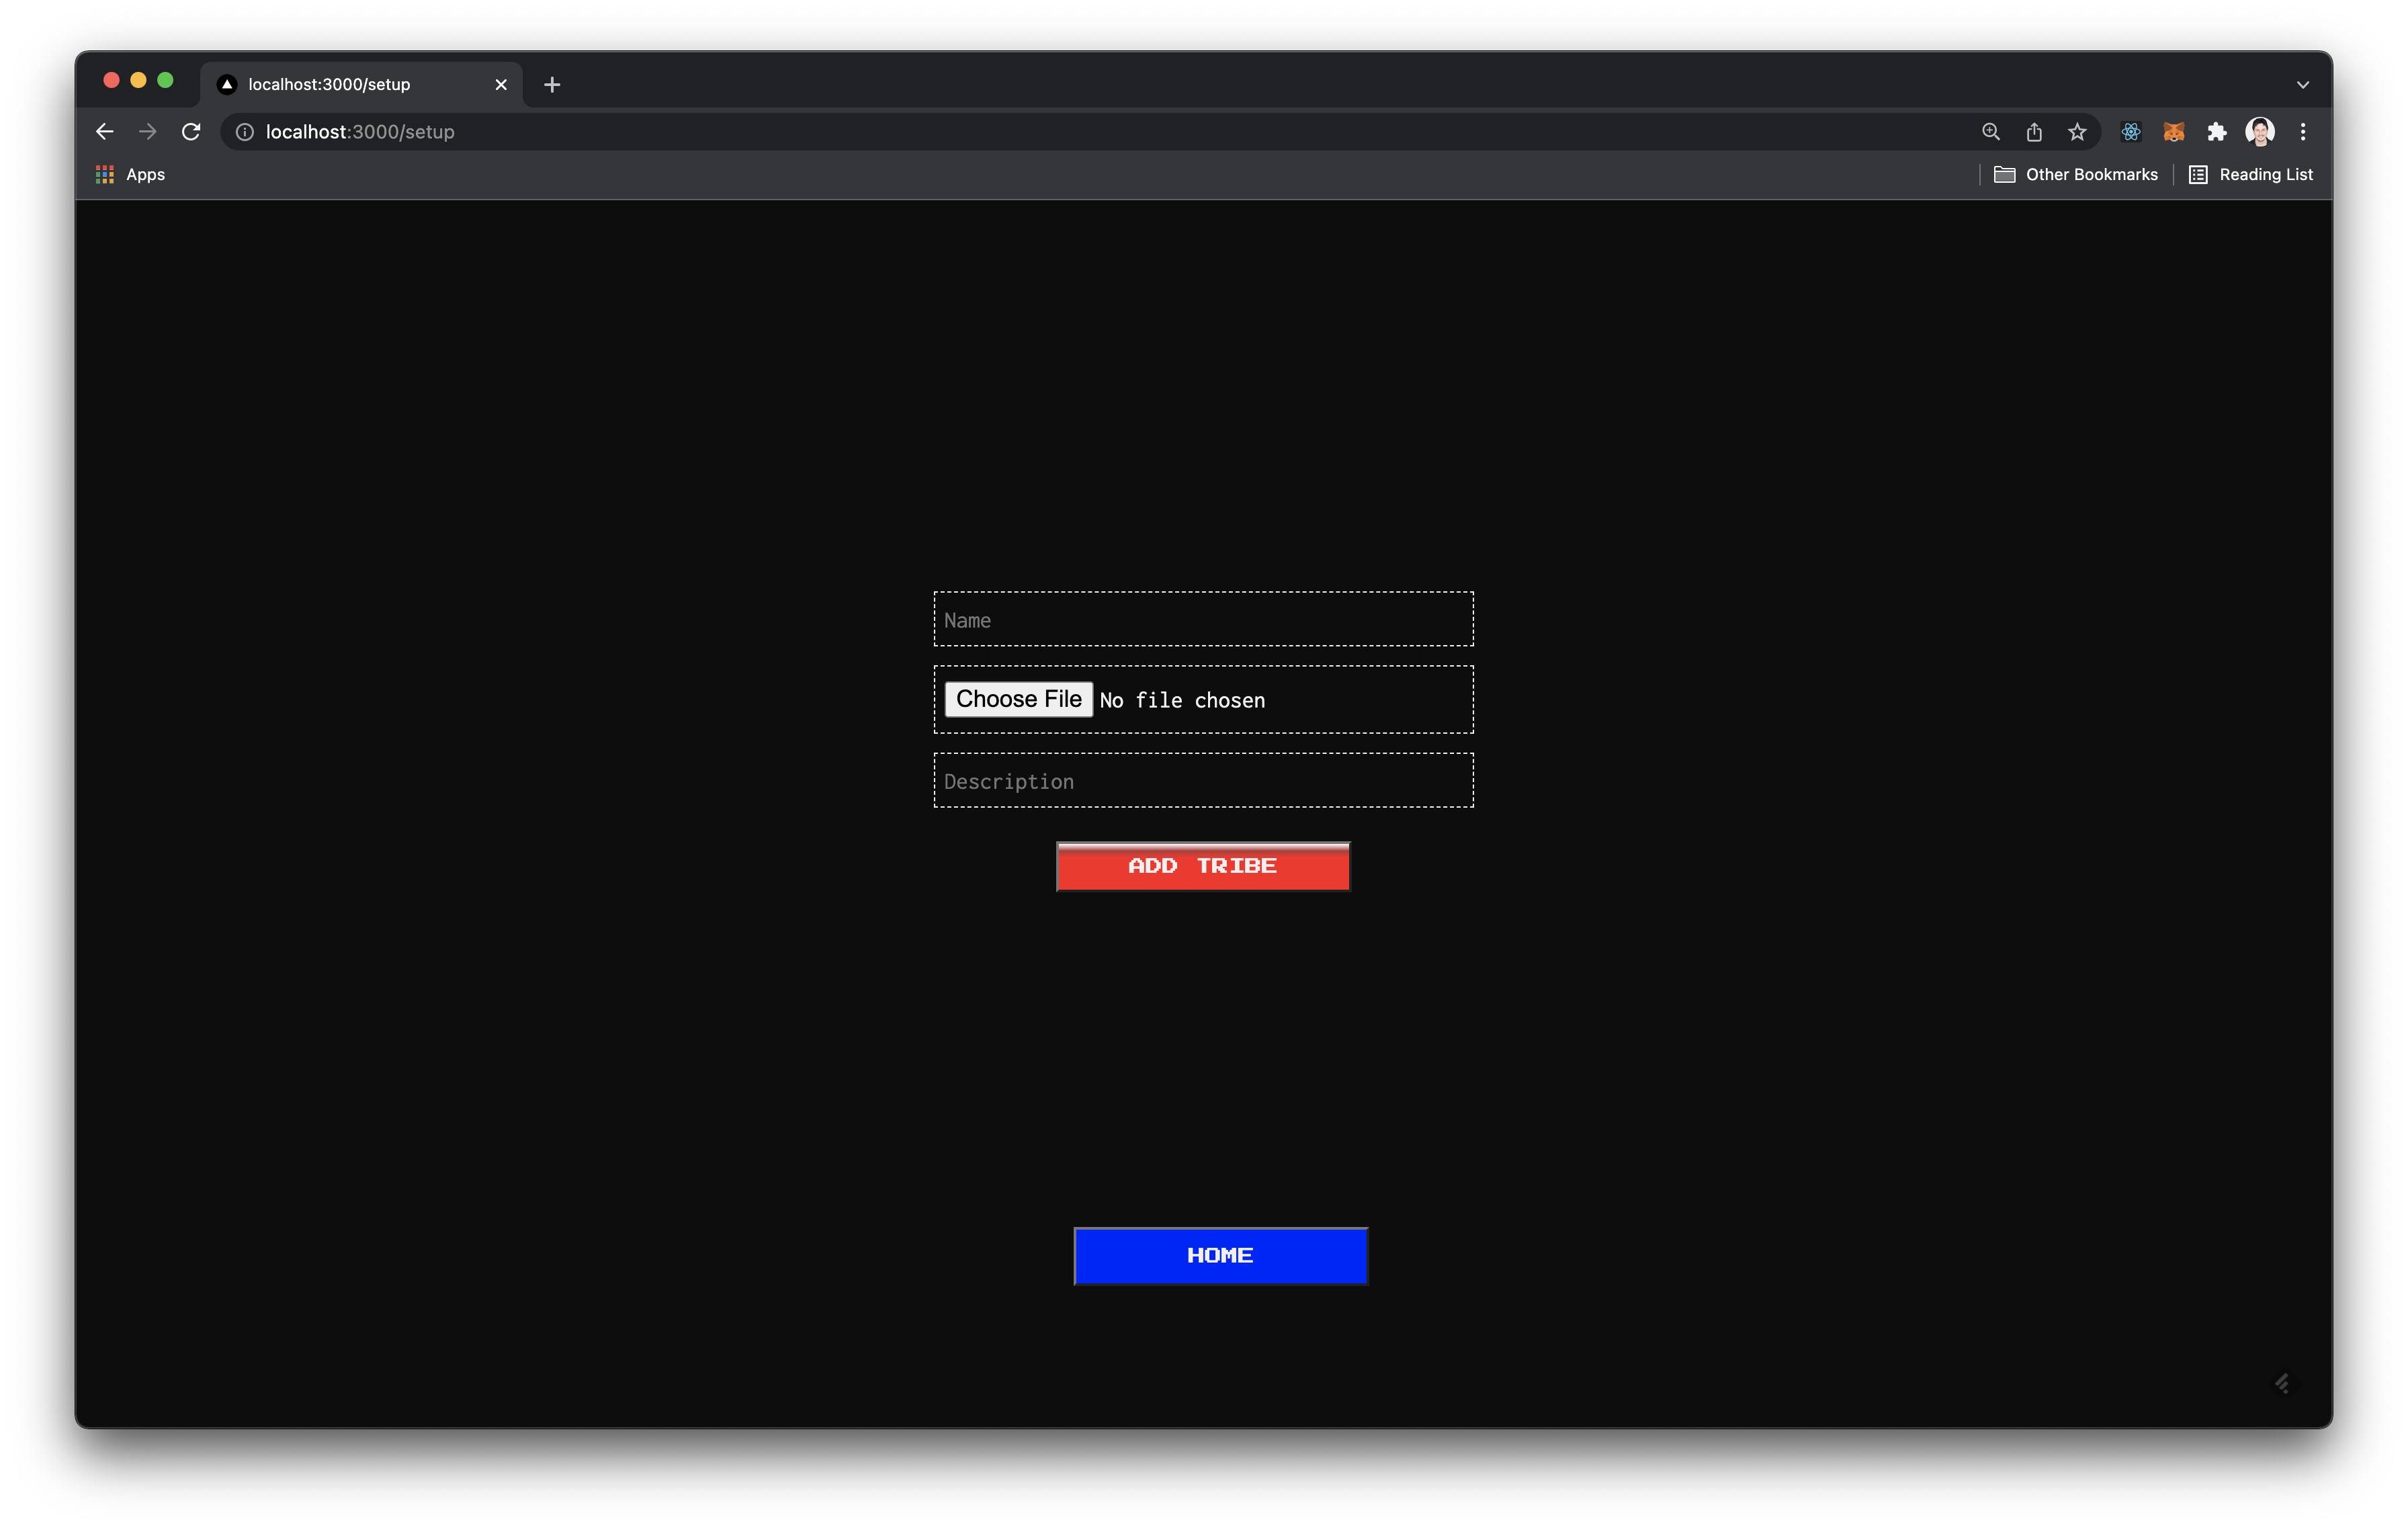 localhost:3000/setup
localhost:3000/setup
Apps
Other Bookmarks
Reading List
Name
Choose File No file chosen
Description
ADD TRIBE
HOME